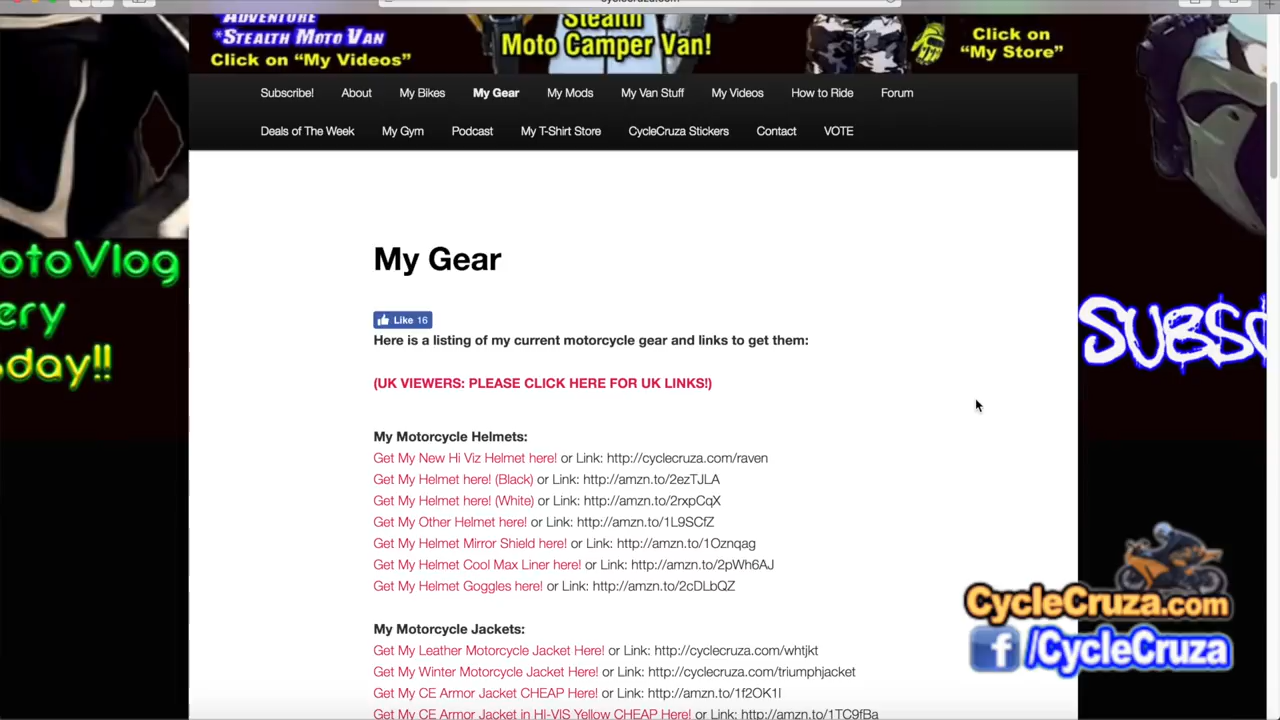 cyclecruza.com
ADVENTURE
*STEALTH MOTO VAN
Click on "My Videos"
Stealth
Moto Camper Van!
Click on
"My Store"
Subscribe! About My Bikes My Gear My Mods My Van Stuff My Videos How to Ride Forum
Deals of The Week My Gym Podcast My T-Shirt Store CycleCruza Stickers Contact VOTE
otoVlog
ery
day!!
SUBSC
My Gear
Like 16
Here is a listing of my current motorcycle gear and links to get them:
(UK VIEWERS: PLEASE CLICK HERE FOR UK LINKS!)
My Motorcycle Helmets:
Get My New Hi Viz Helmet here! or Link: http://cyclecruza.com/raven
Get My Helmet here! (Black) or Link: http://amzn.to/2ezTJLA
Get My Helmet here! (White) or Link: http://amzn.to/2rxpCqX
Get My Other Helmet here! or Link: http://amzn.to/1L9SCfZ
Get My Helmet Mirror Shield here! or Link: http://amzn.to/1Oznqag
Get My Helmet Cool Max Liner here! or Link: http://amzn.to/2pWh6AJ
Get My Helmet Goggles here! or Link: http://amzn.to/2cDLbQZ
My Motorcycle Jackets:
Get My Leather Motorcycle Jacket Here! or Link: http://cyclecruza.com/whtjkt
Get My Winter Motorcycle Jacket Here! or Link: http://cyclecruza.com/triumphjacket
Get My CE Armor Jacket CHEAP Here! or Link: http://amzn.to/1f2OK1I
Get My CE Armor Jacket in HI-VIS Yellow CHEAP Here! or Link: http://amzn.to/1TC9fBa
CycleCruza.com
f /CycleCruza